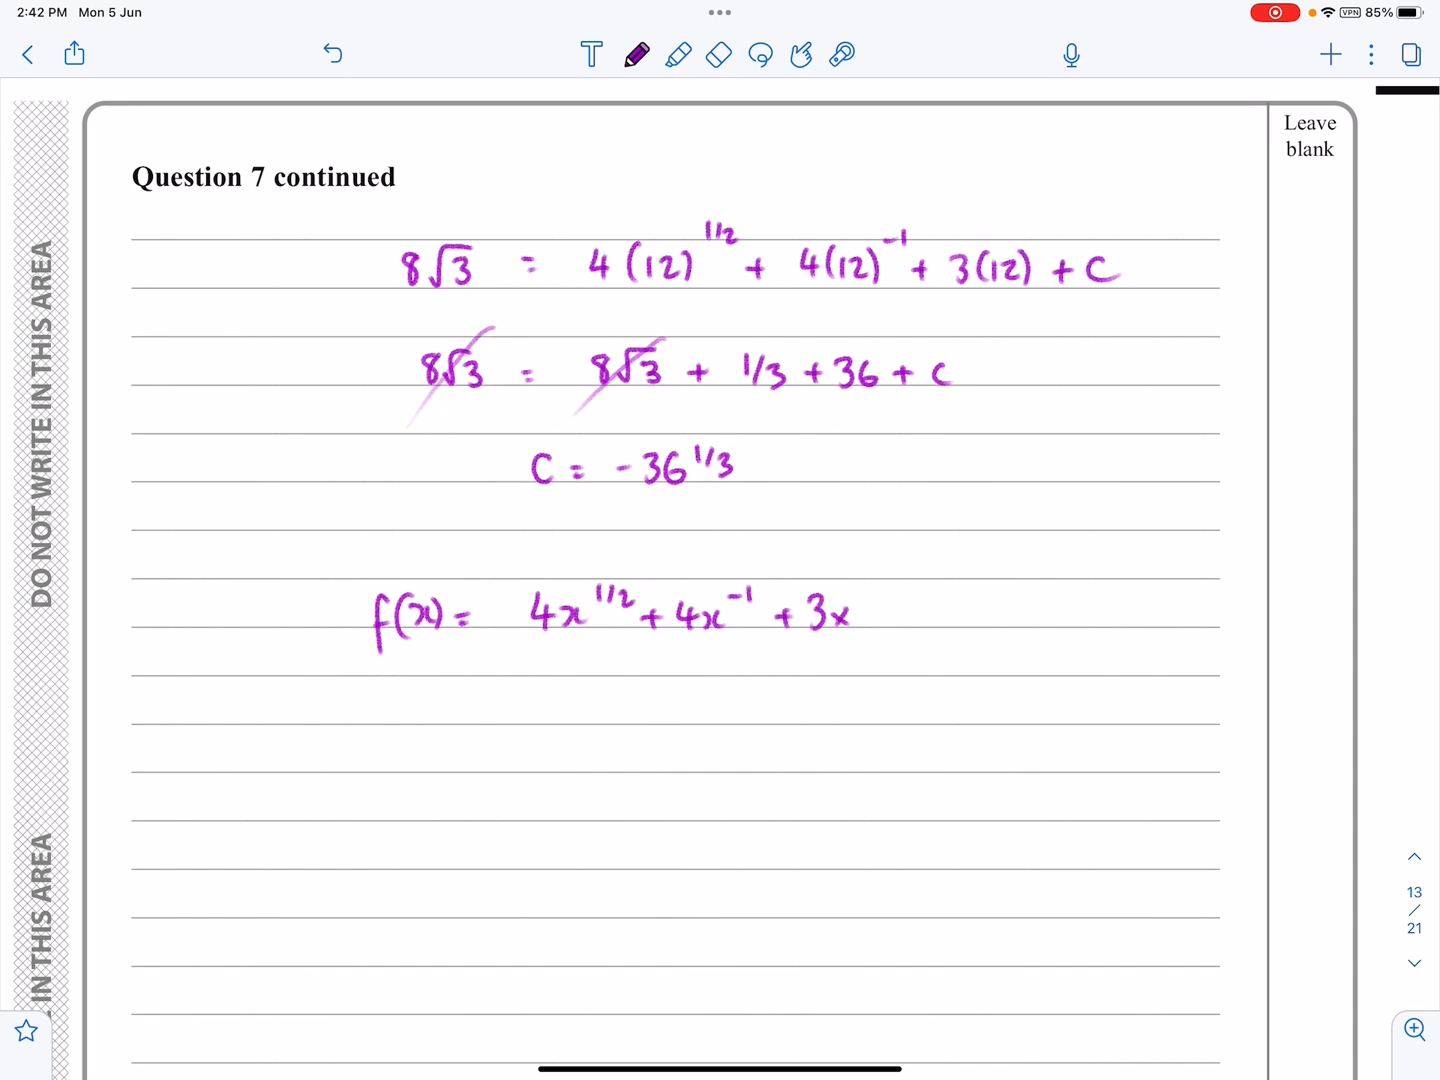 2:42 PM Mon 5 Jun
VPN 85%
Leave
blank
Question 7 continued
8√3 = 4(12)^1/2 + 4(12)^-1 + 3(12) + C
8√3 = 8√3 + 1/3 + 36 + C
C = -36 1/3
f(x) = 4x^1/2 + 4x^-1 + 3x
DO NOT WRITE IN THIS AREA
IN THIS AREA
13
/
21